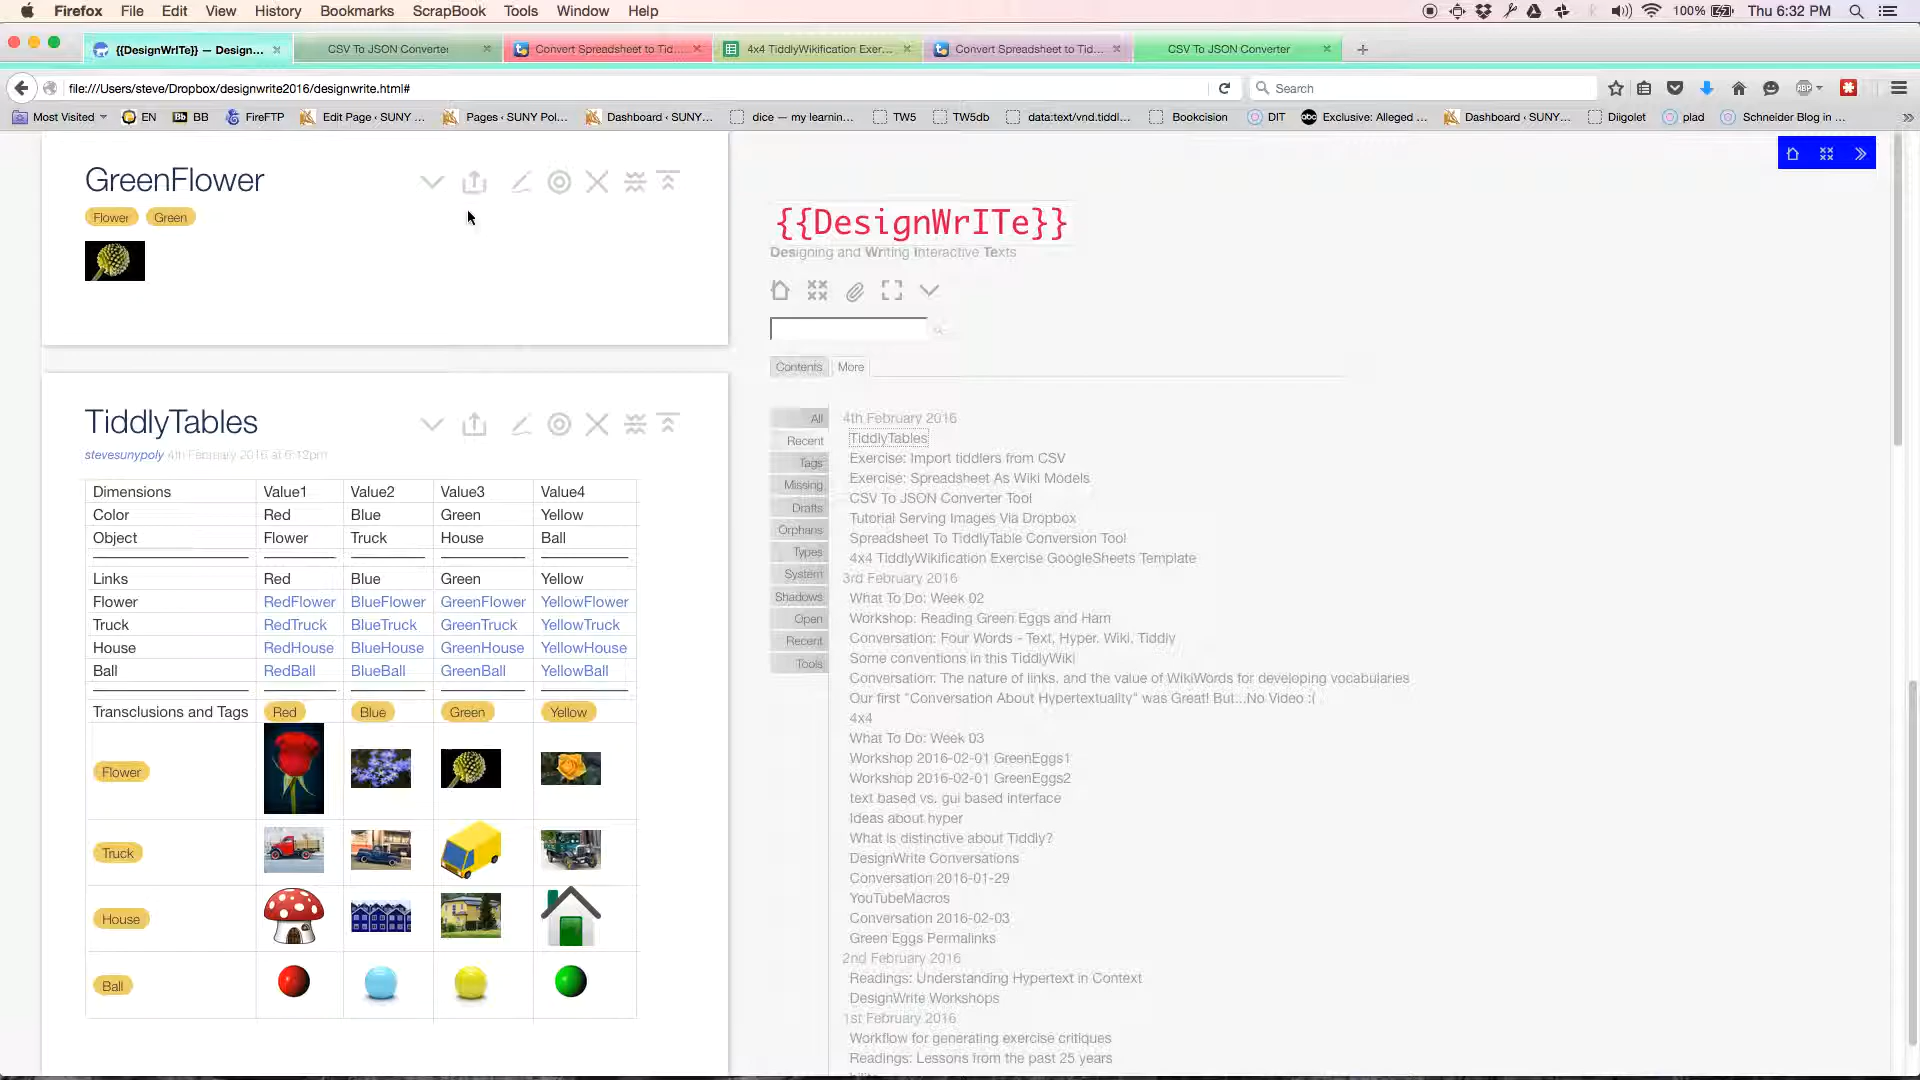 Firefox File Edit View History Bookmarks ScrapBook Tools Window Help 100% Thu 6:32 PM
{{DesignWrITe}} — Design... CSV To JSON Converter Convert Spreadsheet to Tid... 4x4 TiddlyWikification Exer... Convert Spreadsheet to Tid... CSV To JSON Converter
file:///Users/steve/Dropbox/designwrite2016/designwrite.html# Search ABP
Most Visited EN Bb BB FireFTP Edit Page ‹ SUNY ... Pages ‹ SUNY Pol... Dashboard ‹ SUNY... dice — my learnin... TW5 TW5db data:text/vnd.tiddl... Bookcision DIT abc Exclusive: Alleged ... Dashboard ‹ SUNY... Diigolet plad Schneider Blog in ...
GreenFlower
Flower Green
TiddlyTables
stevesunypoly 4th February 2016 at 6:12pm
Dimensions Value1 Value2 Value3 Value4
Color Red Blue Green Yellow
Object Flower Truck House Ball
Links Red Blue Green Yellow
Flower RedFlower BlueFlower GreenFlower YellowFlower
Truck RedTruck BlueTruck GreenTruck YellowTruck
House RedHouse BlueHouse GreenHouse YellowHouse
Ball RedBall BlueBall GreenBall YellowBall
Transclusions and Tags Red Blue Green Yellow
Flower
Truck
House
Ball
{{DesignWrITe}}
Designing and Writing Interactive Texts
Contents More
All
Recent
Tags
Missing
Drafts
Orphans
Types
System
Shadows
Open
Recent
Tools
4th February 2016
TiddlyTables
Exercise: Import tiddlers from CSV
Exercise: Spreadsheet As Wiki Models
CSV To JSON Converter Tool
Tutorial Serving Images Via Dropbox
Spreadsheet To TiddlyTable Conversion Tool
4x4 TiddlyWikification Exercise GoogleSheets Template
3rd February 2016
What To Do: Week 02
Workshop: Reading Green Eggs and Ham
Conversation: Four Words - Text, Hyper. Wiki, Tiddly
Some conventions in this TiddlyWiki
Conversation: The nature of links. and the value of WikiWords for developing vocabularies
Our first "Conversation About Hypertextuality" was Great! But...No Video :(
4x4
What To Do: Week 03
Workshop 2016-02-01 GreenEggs1
Workshop 2016-02-01 GreenEggs2
text based vs. gui based interface
Ideas about hyper
What is distinctive about Tiddly?
DesignWrite Conversations
Conversation 2016-01-29
YouTubeMacros
Conversation 2016-02-03
Green Eggs Permalinks
2nd February 2016
Readings: Understanding Hypertext in Context
DesignWrite Workshops
1st February 2016
Workflow for generating exercise critiques
Readings: Lessons from the past 25 years